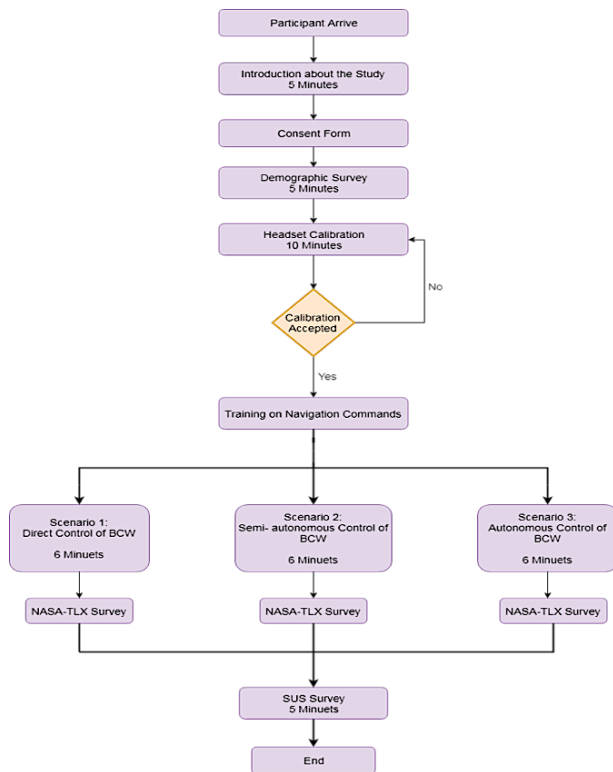 Participant Arrive
Introduction about the Study
5 Minutes
Consent Form
Demographic Survey
5 Minutes
Headset Calibration
10 Minutes
No
Calibration
Accepted
Yes
Training on Navigation Commands
Scenario 1:
Direct Control of BCW
6 Minuets
Scenario 2:
Semi- autonomous Control of
BCW
6 Minuets
Scenario 3:
Autonomous Control of
BCW
6 Minuets
NASA-TLX Survey
NASA-TLX Survey
NASA-TLX Survey
SUS Survey
5 Minuets
End